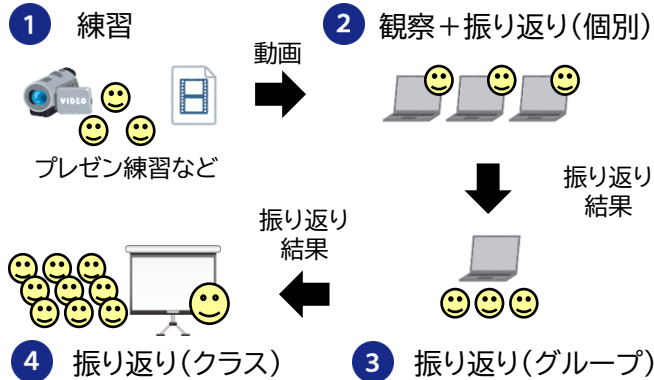 1 練習
VIDEO
プレゼン練習など
動画
2 観察＋振り返り（個別）
振り返り
結果
3 振り返り（グループ）
振り返り
結果
4 振り返り（クラス）